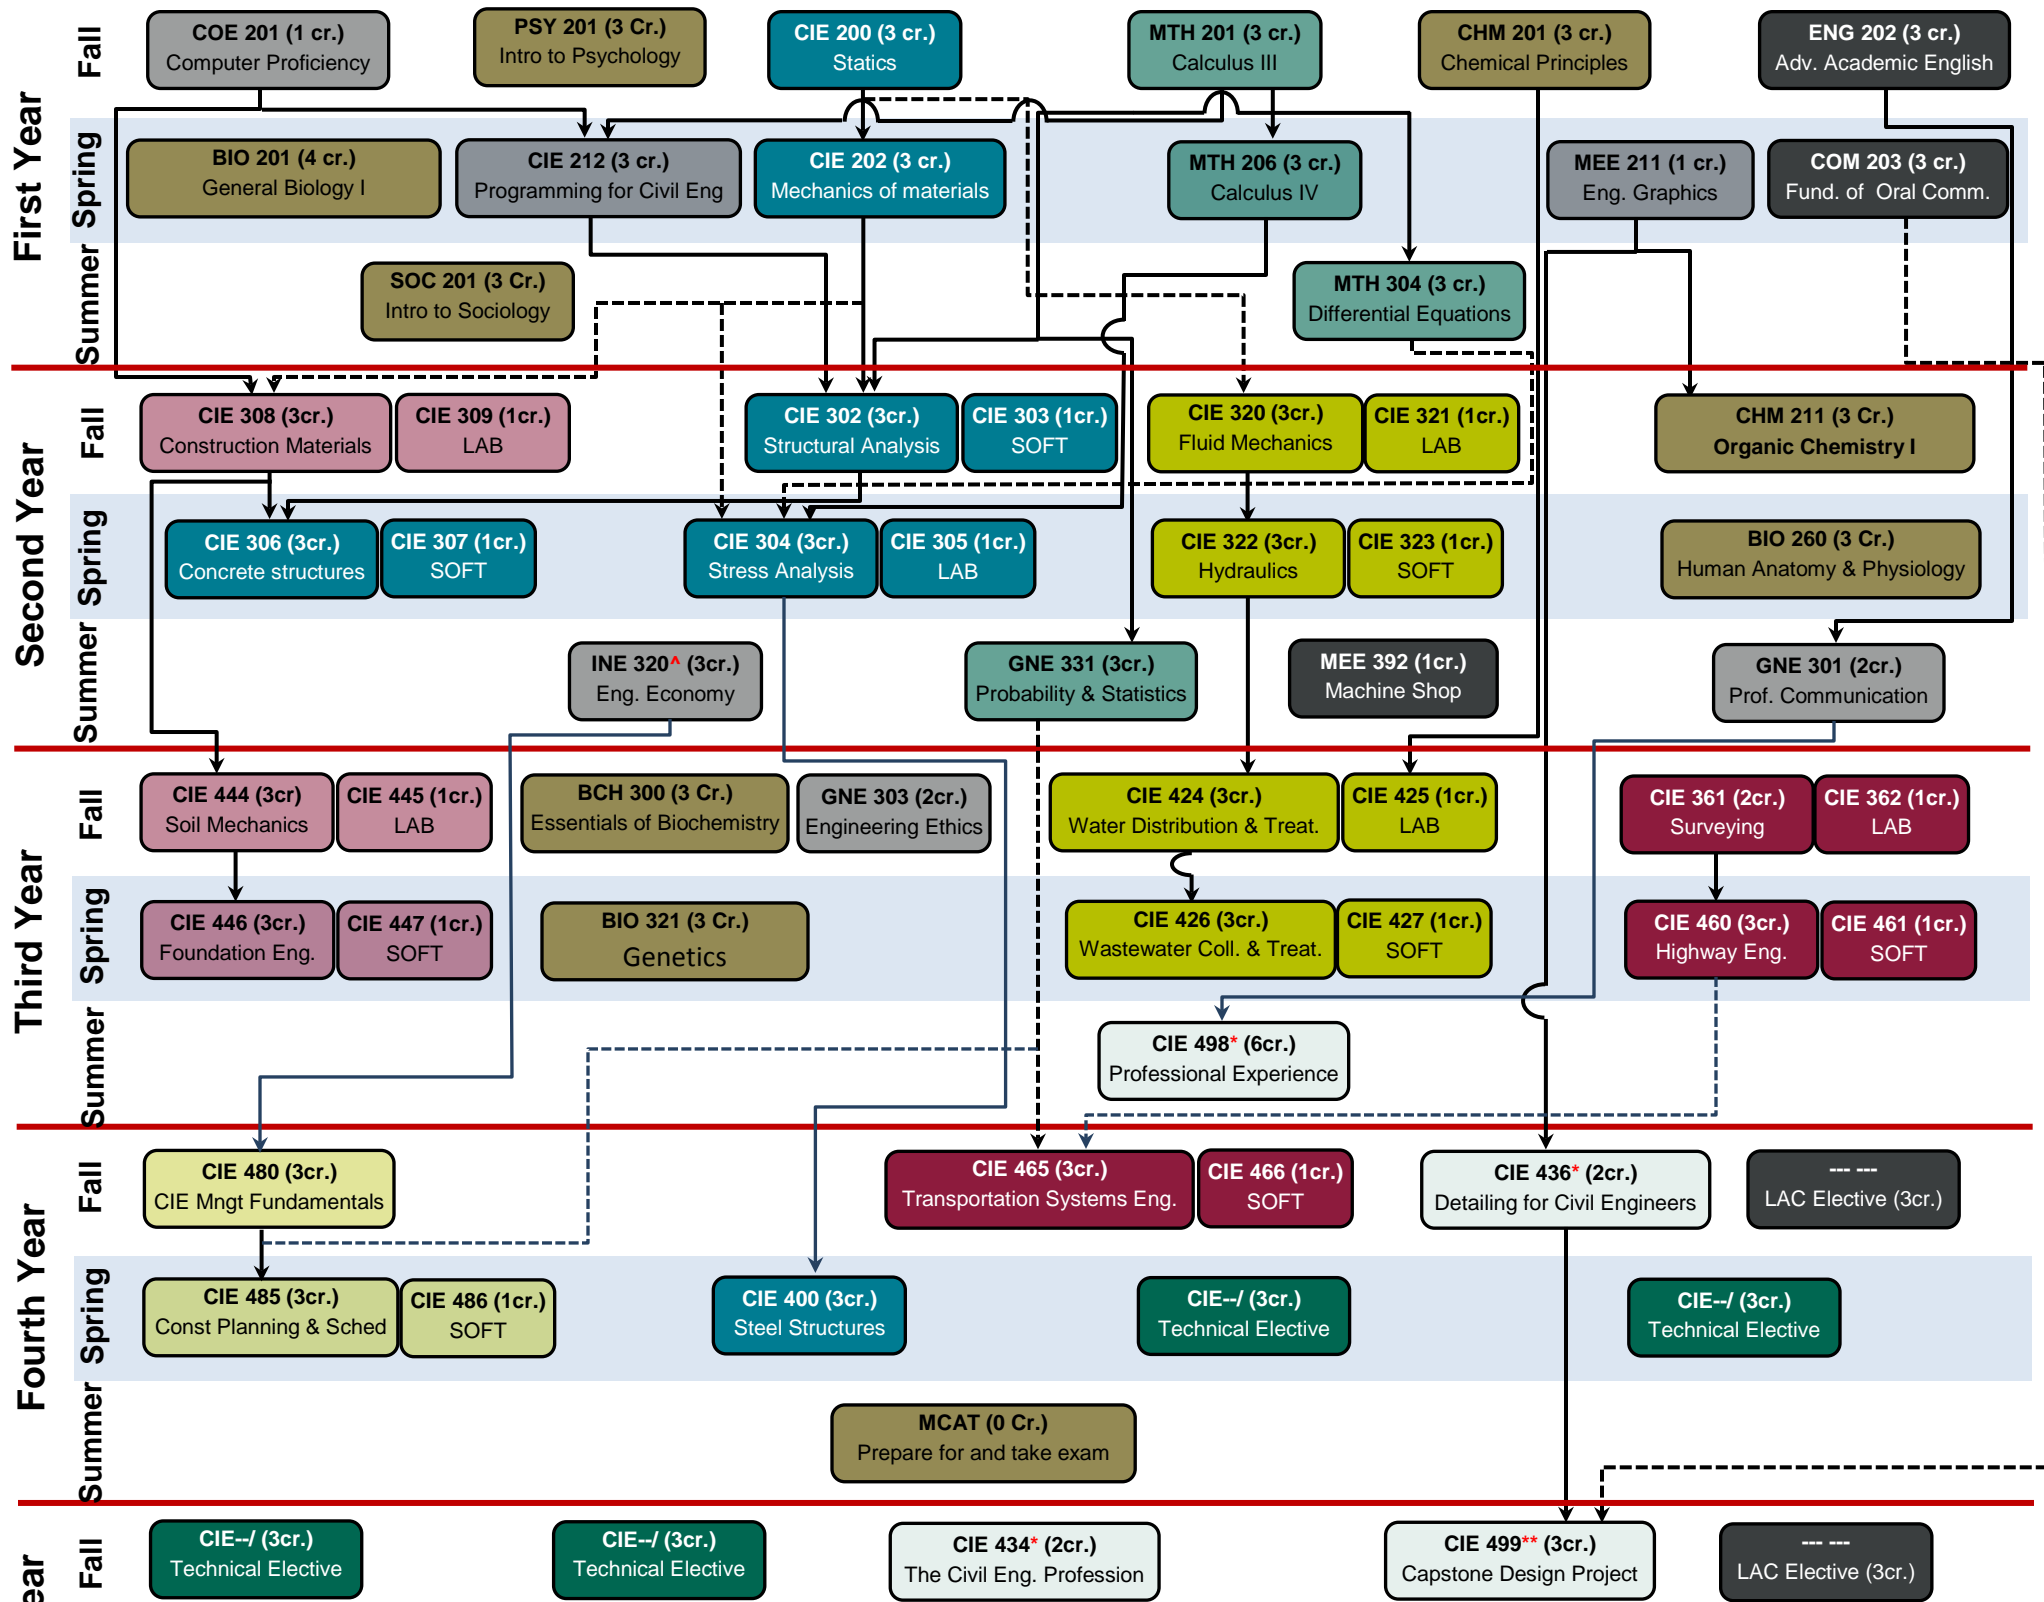 First Year
Fall
COE 201 (1 cr.)
Computer Proficiency
PSY 201 (3 Cr.)
Intro to Psychology
CIE 200 (3 cr.)
Statics
MTH 201 (3 cr.)
Calculus III
CHM 201 (3 cr.)
Chemical Principles
ENG 202 (3 cr.)
Adv. Academic English
Spring
BIO 201 (4 cr.)
General Biology I
CIE 212 (3 cr.)
Programming for Civil Eng
CIE 202 (3 cr.)
Mechanics of materials
MTH 206 (3 cr.)
Calculus IV
MEE 211 (1 cr.)
Eng. Graphics
COM 203 (3 cr.)
Fund. of Oral Comm.
Summer
SOC 201 (3 Cr.)
Intro to Sociology
MTH 304 (3 cr.)
Differential Equations
Second Year
Fall
CIE 308 (3cr.)
Construction Materials
CIE 309 (1cr.)
LAB
CIE 302 (3cr.)
Structural Analysis
CIE 303 (1cr.)
SOFT
CIE 320 (3cr.)
Fluid Mechanics
CIE 321 (1cr.)
LAB
CHM 211 (3 Cr.)
Organic Chemistry I
Spring
CIE 306 (3cr.)
Concrete structures
CIE 307 (1cr.)
SOFT
CIE 304 (3cr.)
Stress Analysis
CIE 305 (1cr.)
LAB
CIE 322 (3cr.)
Hydraulics
CIE 323 (1cr.)
SOFT
BIO 260 (3 Cr.)
Human Anatomy & Physiology
Summer
INE 320^ (3cr.)
Eng. Economy
GNE 331 (3cr.)
Probability & Statistics
MEE 392 (1cr.)
Machine Shop
GNE 301 (2cr.)
Prof. Communication
Third Year
Fall
CIE 444 (3cr)
Soil Mechanics
CIE 445 (1cr.)
LAB
BCH 300 (3 Cr.)
Essentials of Biochemistry
GNE 303 (2cr.)
Engineering Ethics
CIE 424 (3cr.)
Water Distribution & Treat.
CIE 425 (1cr.)
LAB
CIE 361 (2cr.)
Surveying
CIE 362 (1cr.)
LAB
Spring
CIE 446 (3cr.)
Foundation Eng.
CIE 447 (1cr.)
SOFT
BIO 321 (3 Cr.)
Genetics
CIE 426 (3cr.)
Wastewater Coll. & Treat.
CIE 427 (1cr.)
SOFT
CIE 460 (3cr.)
Highway Eng.
CIE 461 (1cr.)
SOFT
Summer
CIE 498* (6cr.)
Professional Experience
Fourth Year
Fall
CIE 480 (3cr.)
CIE Mngt Fundamentals
CIE 465 (3cr.)
Transportation Systems Eng.
CIE 466 (1cr.)
SOFT
CIE 436* (2cr.)
Detailing for Civil Engineers
--- ---
LAC Elective (3cr.)
Spring
CIE 485 (3cr.)
Const Planning & Sched
CIE 486 (1cr.)
SOFT
CIE 400 (3cr.)
Steel Structures
CIE--/ (3cr.)
Technical Elective
CIE--/ (3cr.)
Technical Elective
Summer
MCAT (0 Cr.)
Prepare for and take exam
ear
Fall
CIE--/ (3cr.)
Technical Elective
CIE--/ (3cr.)
Technical Elective
CIE 434* (2cr.)
The Civil Eng. Profession
CIE 499** (3cr.)
Capstone Design Project
--- ---
LAC Elective (3cr.)